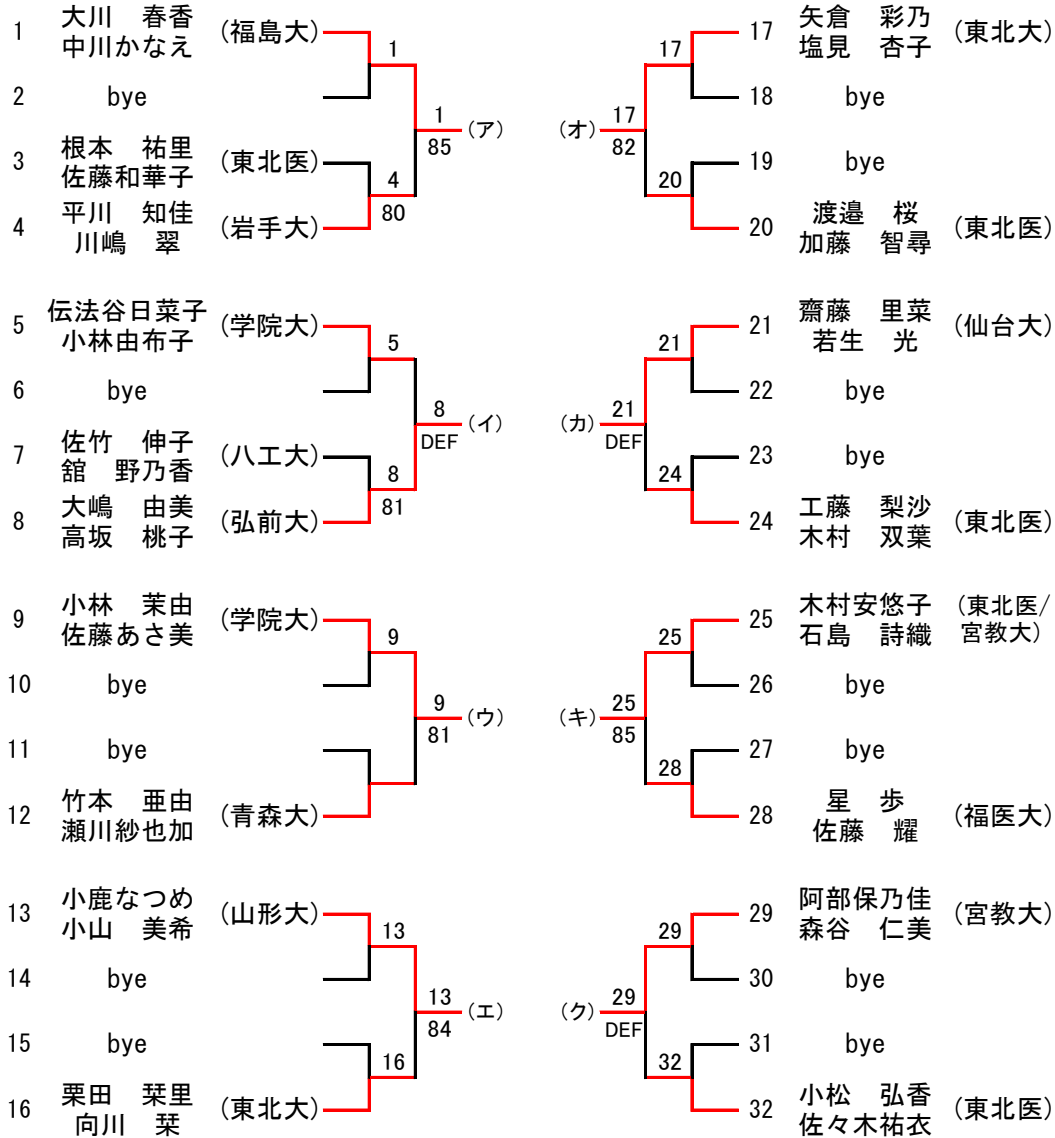 1 大川　春香 (福島大)
中川かなえ
1
2 bye
1 (ア)
85
3 根本　祐里 (東北医)
佐藤和華子
4
80
4 平川　知佳 (岩手大)
川嶋　翠
5 伝法谷日菜子 (学院大)
小林由布子
5
6 bye
8 (イ)
DEF
7 佐竹　伸子 (八工大)
舘　野乃香
8
81
8 大嶋　由美 (弘前大)
高坂　桃子
9 小林　茉由 (学院大)
佐藤あさ美
9
10 bye
9 (ウ)
81
11 bye
12 竹本　亜由 (青森大)
瀬川紗也加
13 小鹿なつめ (山形大)
小山　美希
13
14 bye
13 (エ)
84
15 bye
16
16 栗田　栞里 (東北大)
向川　栞
17 矢倉　彩乃 (東北大)
塩見　杏子
17
18 bye
(オ) 17
82
19 bye
20
20 渡邉　桜 (東北医)
加藤　智尋
21 齋藤　里菜 (仙台大)
若生　光
21
22 bye
(カ) 21
DEF
23 bye
24
24 工藤　梨沙 (東北医)
木村　双葉
25 木村安悠子 (東北医/
石島　詩織 宮教大)
25
26 bye
(キ) 25
85
27 bye
28
28 星　歩 (福医大)
佐藤　耀
29 阿部保乃佳 (宮教大)
森谷　仁美
29
30 bye
(ク) 29
DEF
31 bye
32
32 小松　弘香 (東北医)
佐々木祐衣